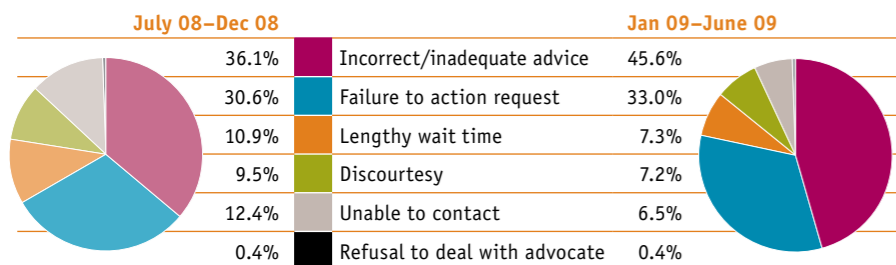 July 08–Dec 08 Jan 09–June 09
36.1% Incorrect/inadequate advice 45.6%
30.6% Failure to action request 33.0%
10.9% Lengthy wait time 7.3%
9.5% Discourtesy 7.2%
12.4% Unable to contact 6.5%
0.4% Refusal to deal with advocate 0.4%